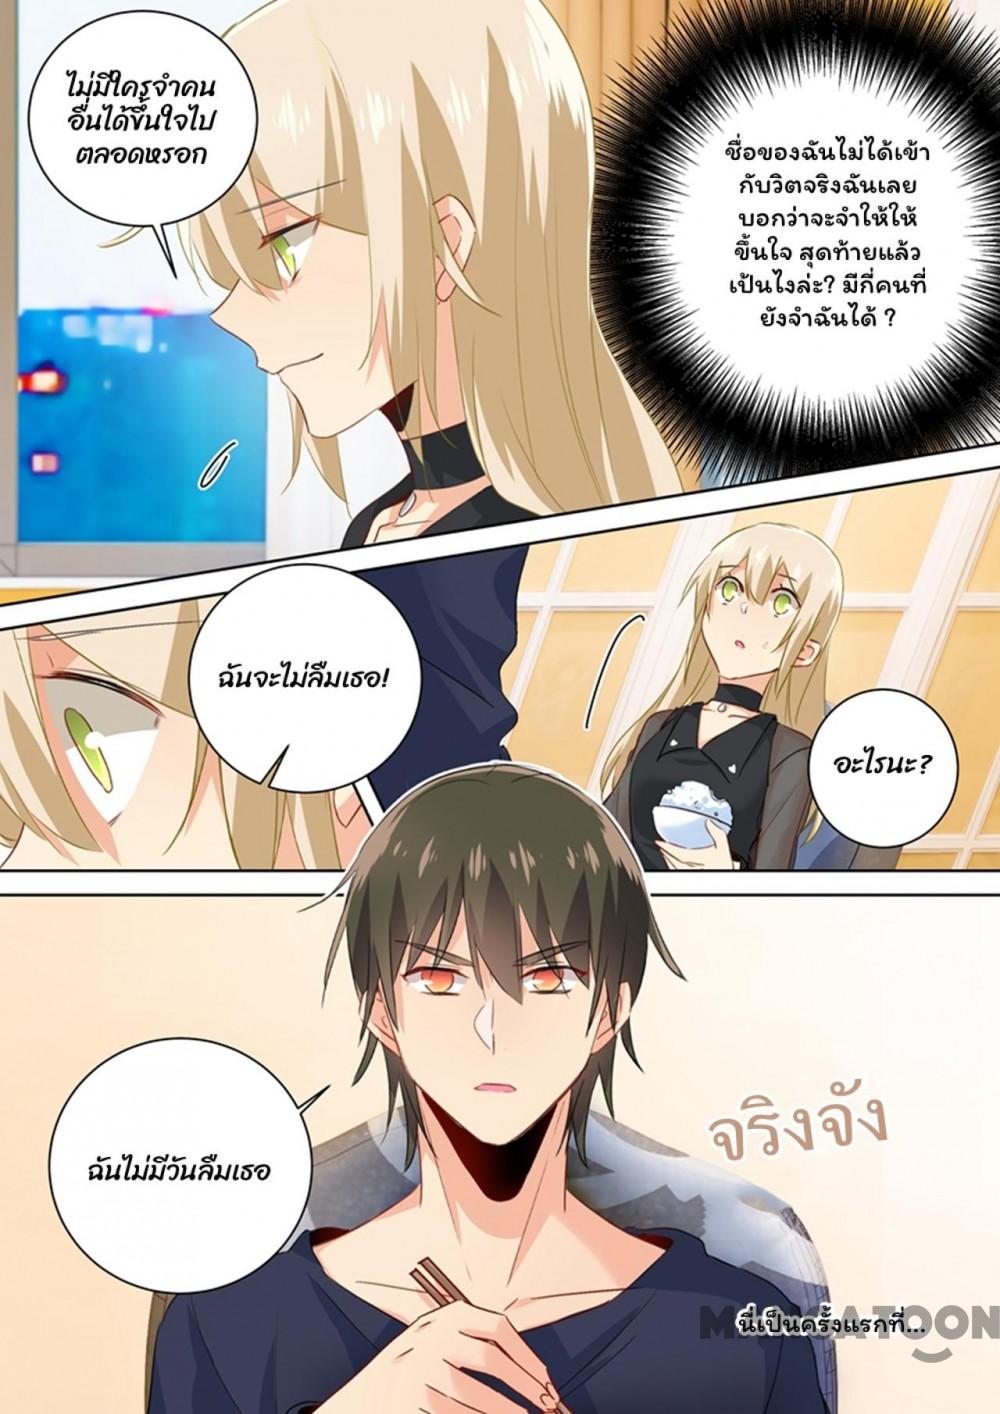 ไม่มีใครจำคน
อื่นได้ขึ้นใจไป
ตลอดหรอก
ชื่อของฉันไม่ได้เข้า
กับวิตจริงฉันเลย
บอกว่าจะจำให้ให้
ขึ้นใจ สุดท้ายแล้ว
เป้นไงล่ะ? มีกี่คนที่
ยังจำฉันได้ ?
ฉันจะไม่ลืมเธอ!
อะไรนะ?
ฉันไม่มีวันลืมเธอ
จริงจัง
นี่เป็นครั้งแรกที่...
MANGATOON